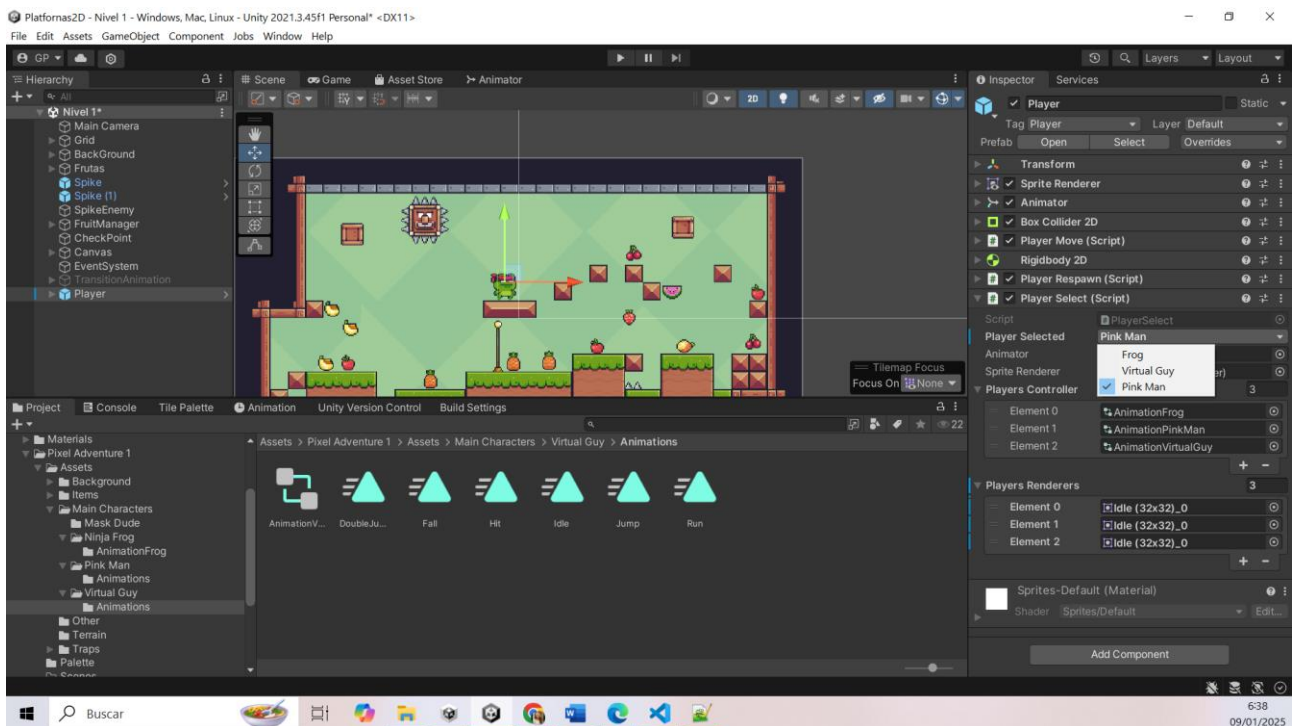 Platfornas2D - Nivel 1 - Windows, Mac, Linux - Unity 2021.3.45f1 Personal* <DX11>
File Edit Assets GameObject Component Jobs Window Help
GP Layers Layout
Hierarchy
All
Nivel 1*
Main Camera
Grid
BackGround
Frutas
Spike
Spike (1)
SpikeEnemy
FruitManager
CheckPoint
Canvas
EventSystem
TransitionAnimation
Player
Scene Game Asset Store Animator
2D
Tilemap Focus
Focus On None
Inspector Services
Player Static
Tag Player Layer Default
Prefab Open Select Overrides
Transform
Sprite Renderer
Animator
Box Collider 2D
Player Move (Script)
Rigidbody 2D
Player Respawn (Script)
Player Select (Script)
Script PlayerSelect
Player Selected Pink Man
Animator Frog
Sprite Renderer Virtual Guy er)
Players Controller Pink Man 3
Element 0 AnimationFrog
Element 1 AnimationPinkMan
Element 2 AnimationVirtualGuy
+ -
Players Renderers 3
Element 0 Idle (32x32)_0
Element 1 Idle (32x32)_0
Element 2 Idle (32x32)_0
+ -
Sprites-Default (Material)
Shader Sprites/Default Edit...
Add Component
Project Console Tile Palette Animation Unity Version Control Build Settings
22
Materials
Pixel Adventure 1
Assets
Background
Items
Main Characters
Mask Dude
Ninja Frog
AnimationFrog
Pink Man
Animations
Virtual Guy
Animations
Other
Terrain
Traps
Palette
Scenes
Assets > Pixel Adventure 1 > Assets > Main Characters > Virtual Guy > Animations
AnimationV... DoubleJu... Fall Hit Idle Jump Run
Buscar
6:38
09/01/2025